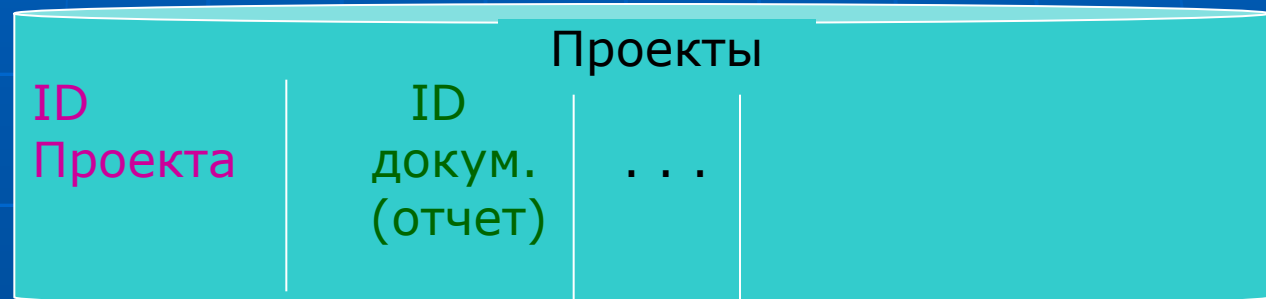 Проекты
ID
Проекта
ID
докум.
(отчет)
. . .